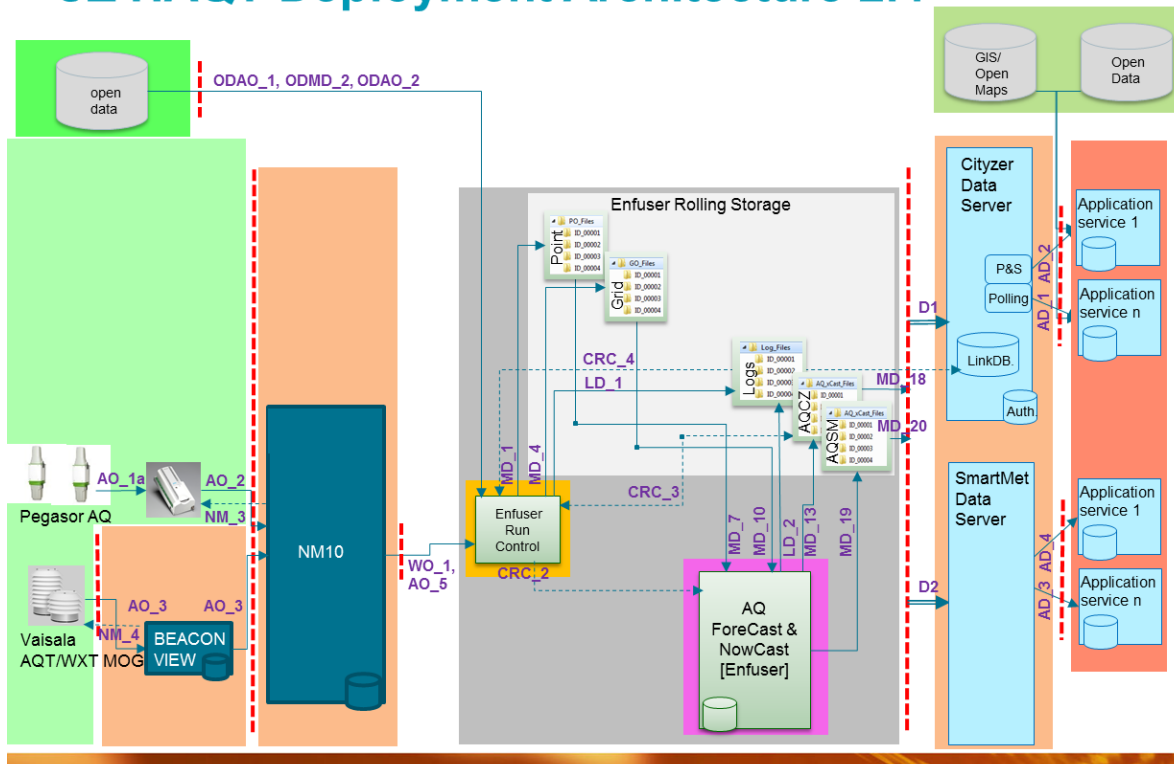 open
data
ODAO_1, ODMD_2, ODAO_2
GIS/
Open
Maps
Open
Data
Enfuser Rolling Storage
Point
PO_Files
ID_00001
ID_00002
ID_00003
ID_00004
Grid
GO_Files
ID_00001
ID_00002
ID_00003
ID_00004
Logs
Log_Files
ID_00001
ID_00002
ID_00003
ID_00004
AQCZ
AQ_xCast_Files
ID_00001
AQSM
AQ_xCast_Files
ID_00001
ID_00002
ID_00003
ID_00004
CRC_4
LD_1
MD_18
MD_20
MD_1
MD_4
CRC_3
Enfuser
Run
Control
CRC_2
WO_1,
AO_5
MD_7
MD_10
LD_2
MD_13
MD_19
AQ
ForeCast &
NowCast
[Enfuser]
Pegasor AQ
AO_1a
AO_2
NM_3
NM10
Vaisala
AQT/WXT MOG
AO_3
AO_3
NM_4
BEACON
VIEW
D1
D2
Cityzer
Data
Server
P&S
Polling
LinkDB.
Auth.
AD_2
AD_1
Application
service 1
Application
service n
SmartMet
Data
Server
AD_4
AD_3
Application
service 1
Application
service n